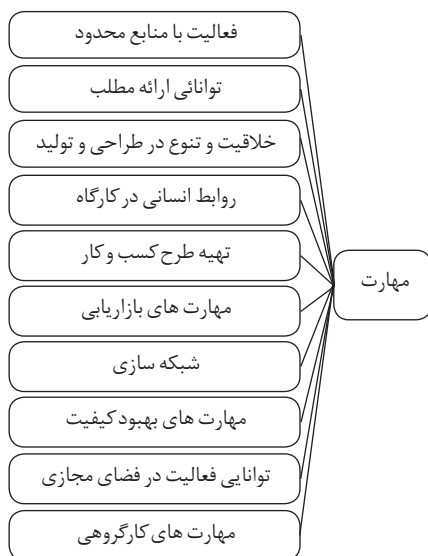 فعالیت با منابع محدود
توانائی ارائه مطلب
خلاقیت و تنوع در طراحی و تولید
روابط انسانی در کارگاه
تهیه طرح کسب و کار
مهارت
مهارت های بازاریابی
شبکه سازی
مهارت های بهبود کیفیت
توانایی فعالیت در فضای مجازی
مهارت های کارگروهی